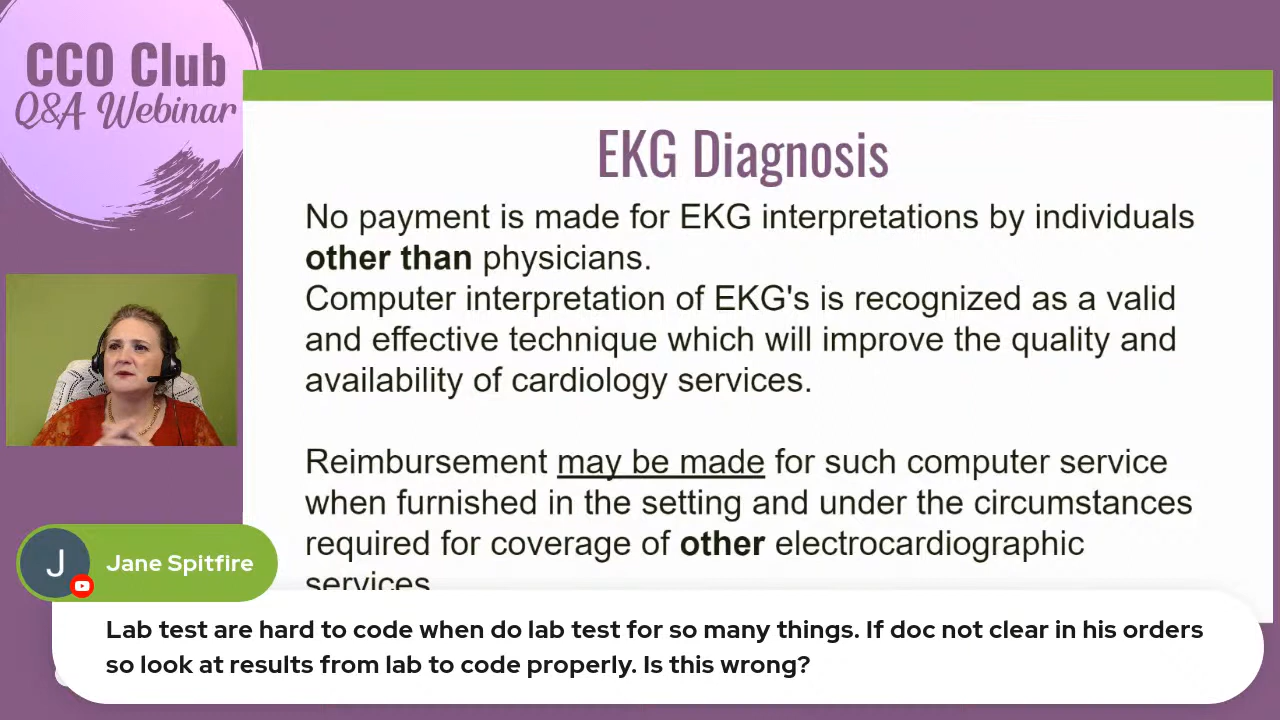 CCO Club
Q&A Webinar
EKG Diagnosis
No payment is made for EKG interpretations by individuals
other than physicians.
Computer interpretation of EKG's is recognized as a valid
and effective technique which will improve the quality and
availability of cardiology services.
Reimbursement may be made for such computer service
when furnished in the setting and under the circumstances
required for coverage of other electrocardiographic
services
J
Jane Spitfire
Lab test are hard to code when do lab test for so many things. If doc not clear in his orders
so look at results from lab to code properly. Is this wrong?